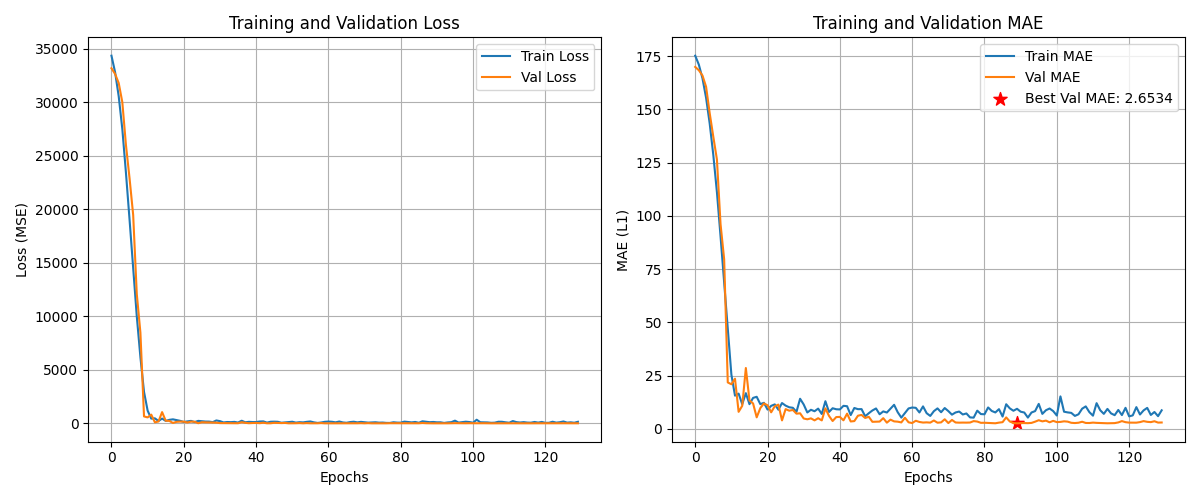 Training and Validation Loss
Loss (MSE)
35000
30000
25000
20000
15000
10000
5000
0
Train Loss
Val Loss
0 20 40 60 80 100 120
Epochs
Training and Validation MAE
MAE (L1)
175
150
125
100
75
50
25
0
Train MAE
Val MAE
Best Val MAE: 2.6534
0 20 40 60 80 100 120
Epochs